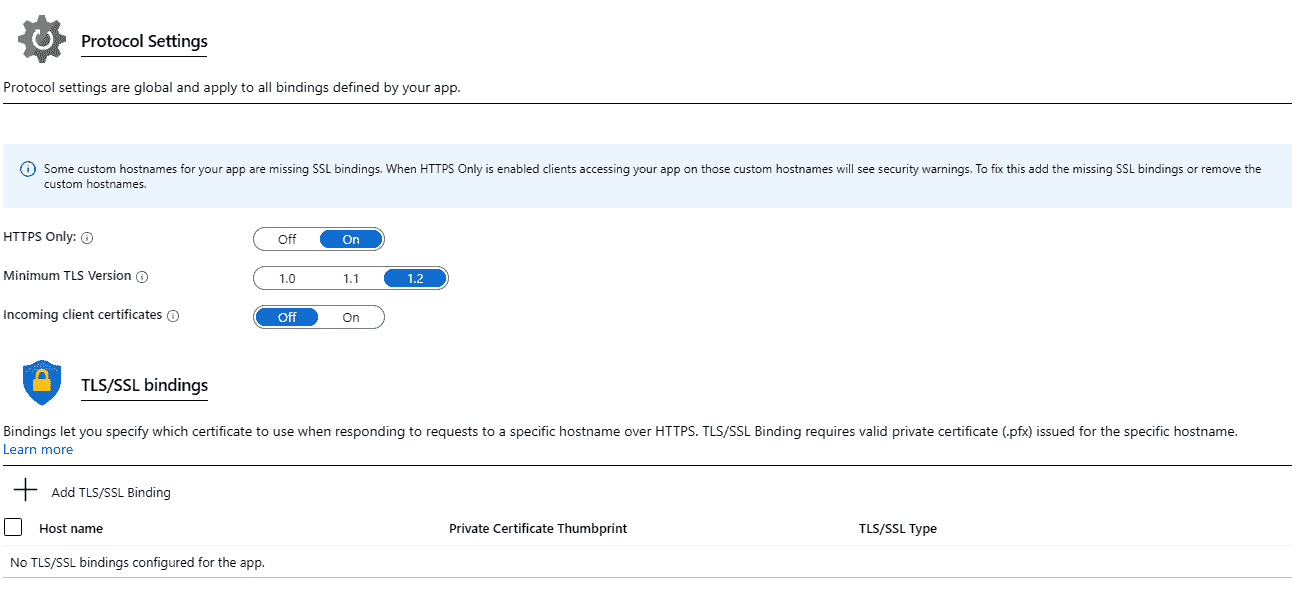 Protocol Settings
Protocol settings are global and apply to all bindings defined by your app.
Some custom hostnames for your app are missing SSL bindings. When HTTPS Only is enabled clients accessing your app on those custom hostnames will see security warnings. To fix this add the missing SSL bindings or remove the
custom hostnames.
HTTPS Only: Off On
Minimum TLS Version 1.0 1.1 1.2
Incoming client certificates Off On
TLS/SSL bindings
Bindings let you specify which certificate to use when responding to requests to a specific hostname over HTTPS. TLS/SSL Binding requires valid private certificate (.pfx) issued for the specific hostname.
Learn more
Add TLS/SSL Binding
Host name Private Certificate Thumbprint TLS/SSL Type
No TLS/SSL bindings configured for the app.